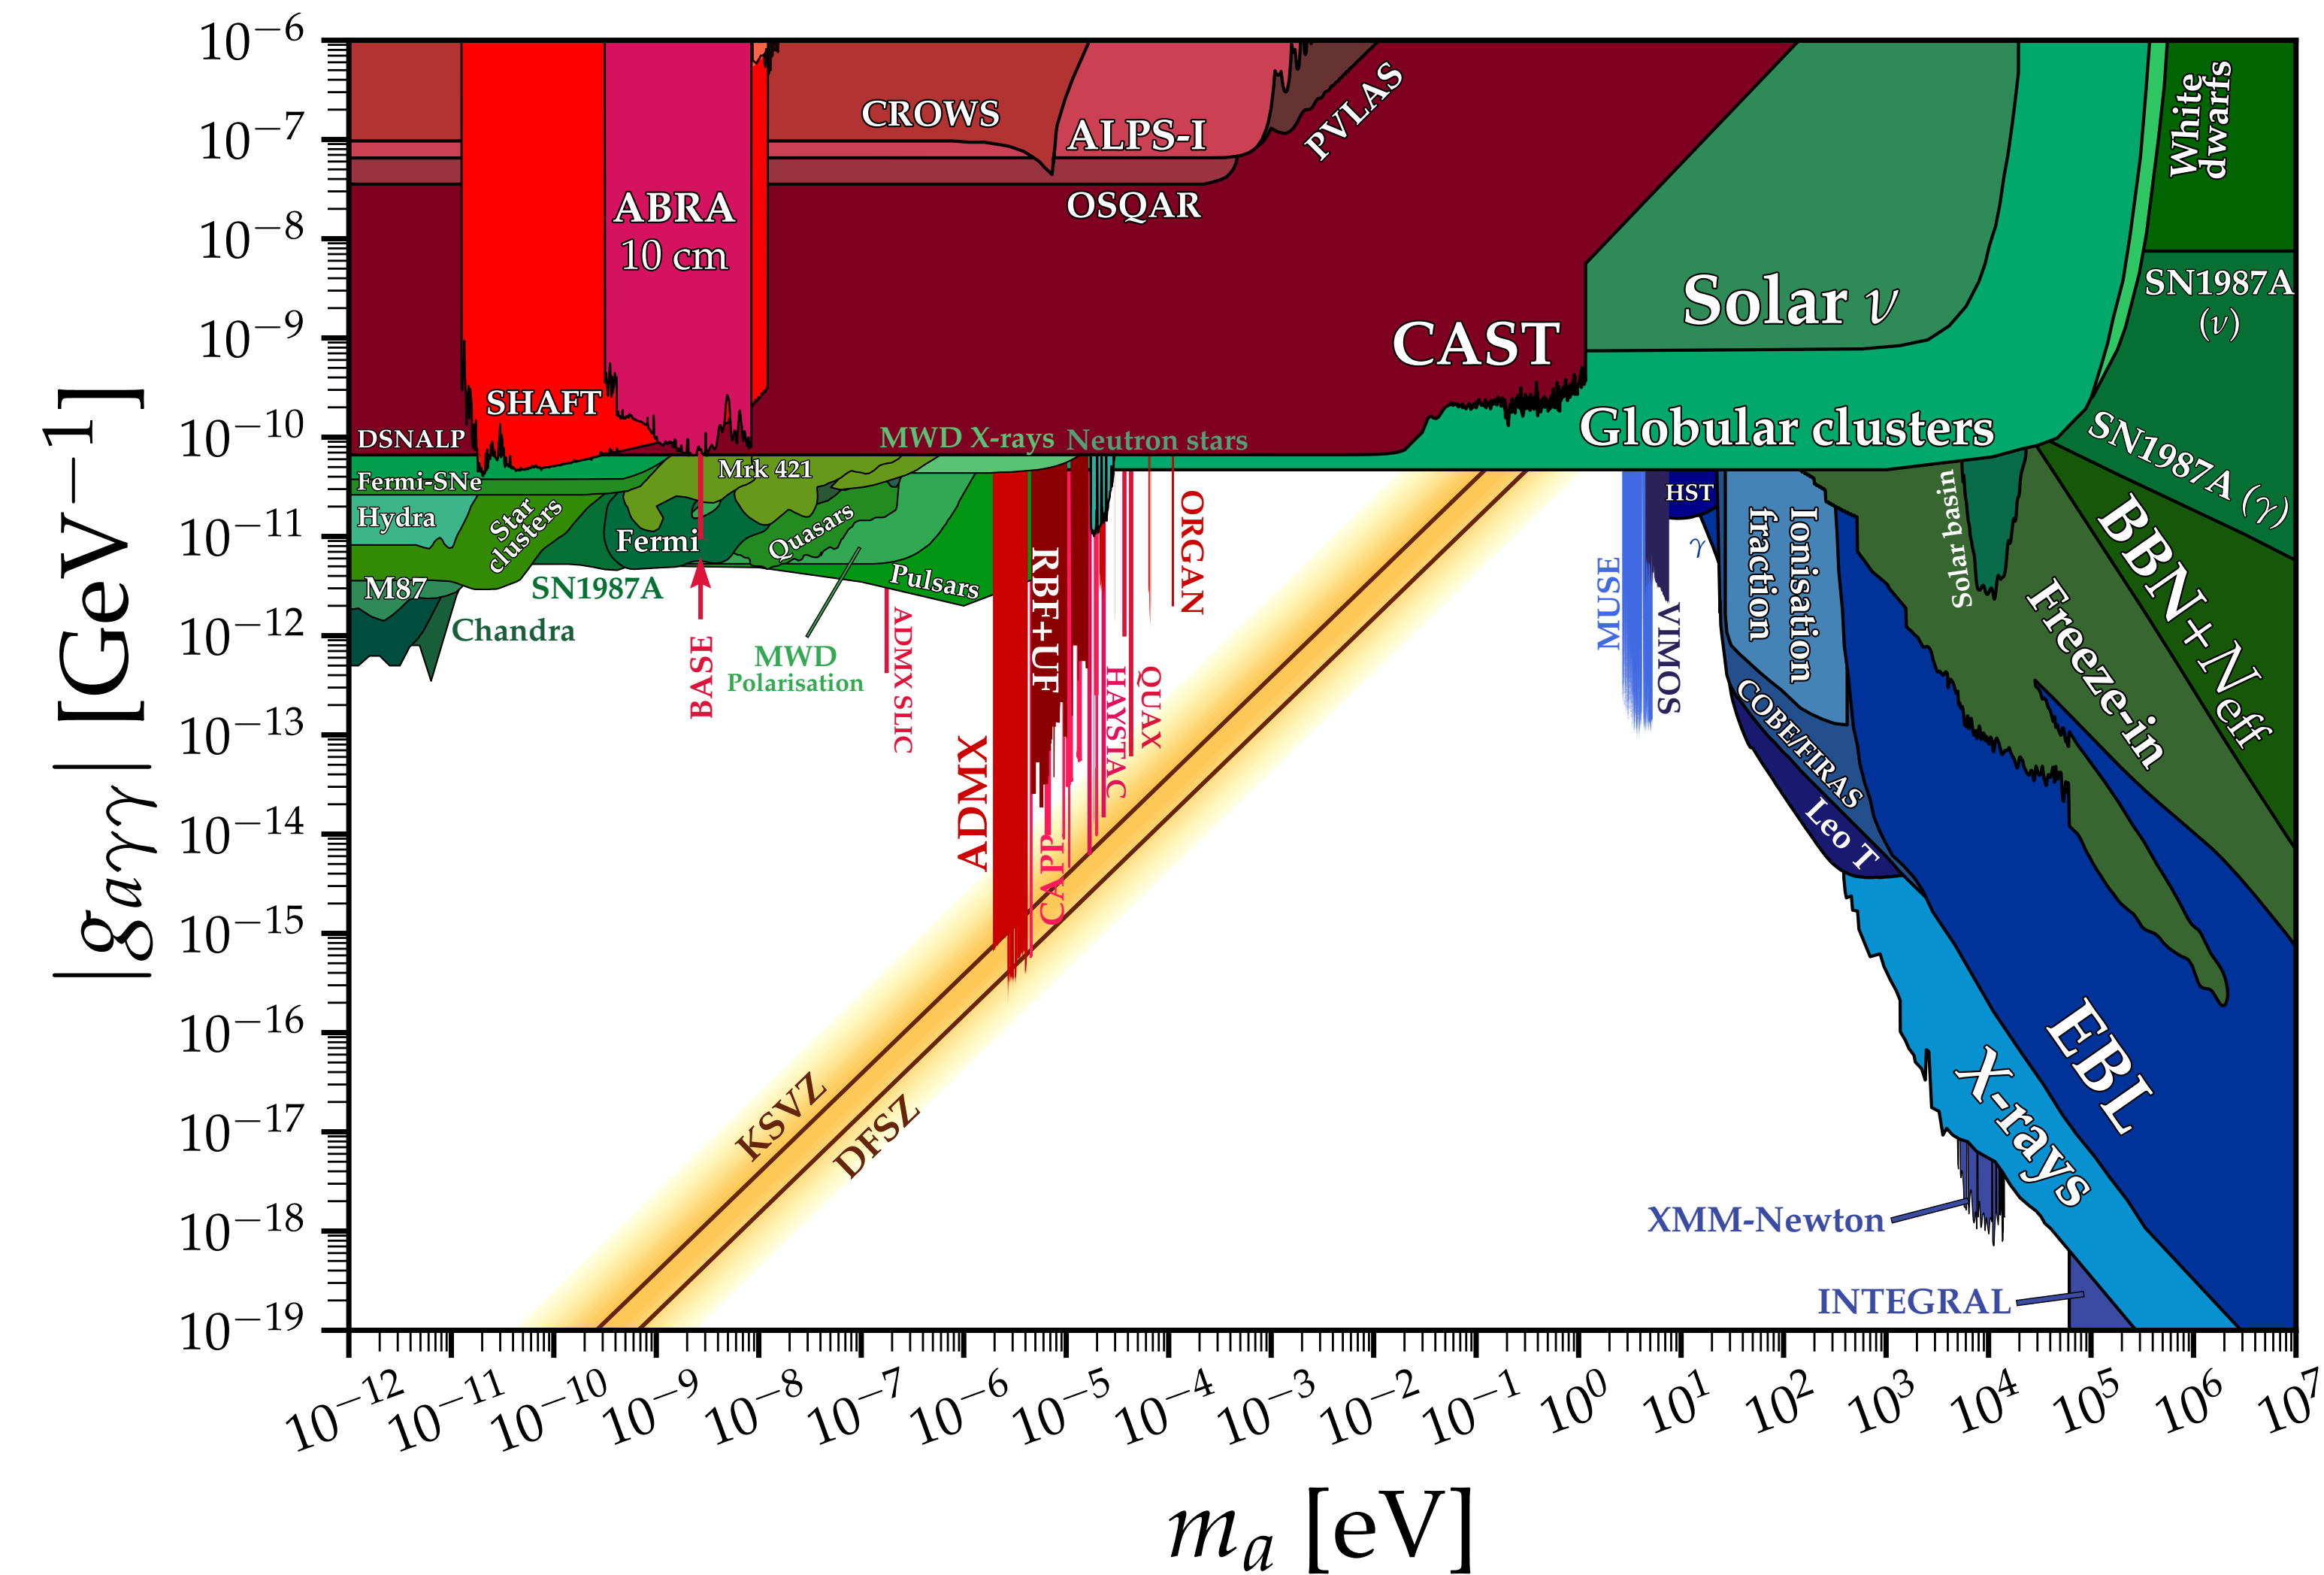 |g_{aγγ}| [GeV^{−1}]
10^{−6}
10^{−7}
10^{−8}
10^{−9}
10^{−10}
10^{−11}
10^{−12}
10^{−13}
10^{−14}
10^{−15}
10^{−16}
10^{−17}
10^{−18}
10^{−19}
CROWS
ALPS-I
PVLAS
OSQAR
ABRA
10 cm
SHAFT
CAST
Solar ν
Globular clusters
White
dwarfs
SN1987A
(ν)
SN1987A (γ)
DSNALP
Fermi-SNe
Hydra
M87
Star
clusters
Chandra
SN1987A
Fermi
Mrk 421
MWD X-rays
Neutron stars
Quasars
Pulsars
BASE
MWD
Polarisation
ADMX SLIC
ADMX
RBF+UF
CAPP
HAYSTAC
QUAX
ORGAN
KSVZ
DFSZ
MUSE
VIMOS
HST
γ
Ionisation
fraction
COBE/FIRAS
Leo T
Solar basin
Freeze-in
BBN+N_{eff}
EBL
X-rays
XMM-Newton
INTEGRAL
10^{−12}
10^{−11}
10^{−10}
10^{−9}
10^{−8}
10^{−7}
10^{−6}
10^{−5}
10^{−4}
10^{−3}
10^{−2}
10^{−1}
10^{0}
10^{1}
10^{2}
10^{3}
10^{4}
10^{5}
10^{6}
10^{7}
m_a [eV]